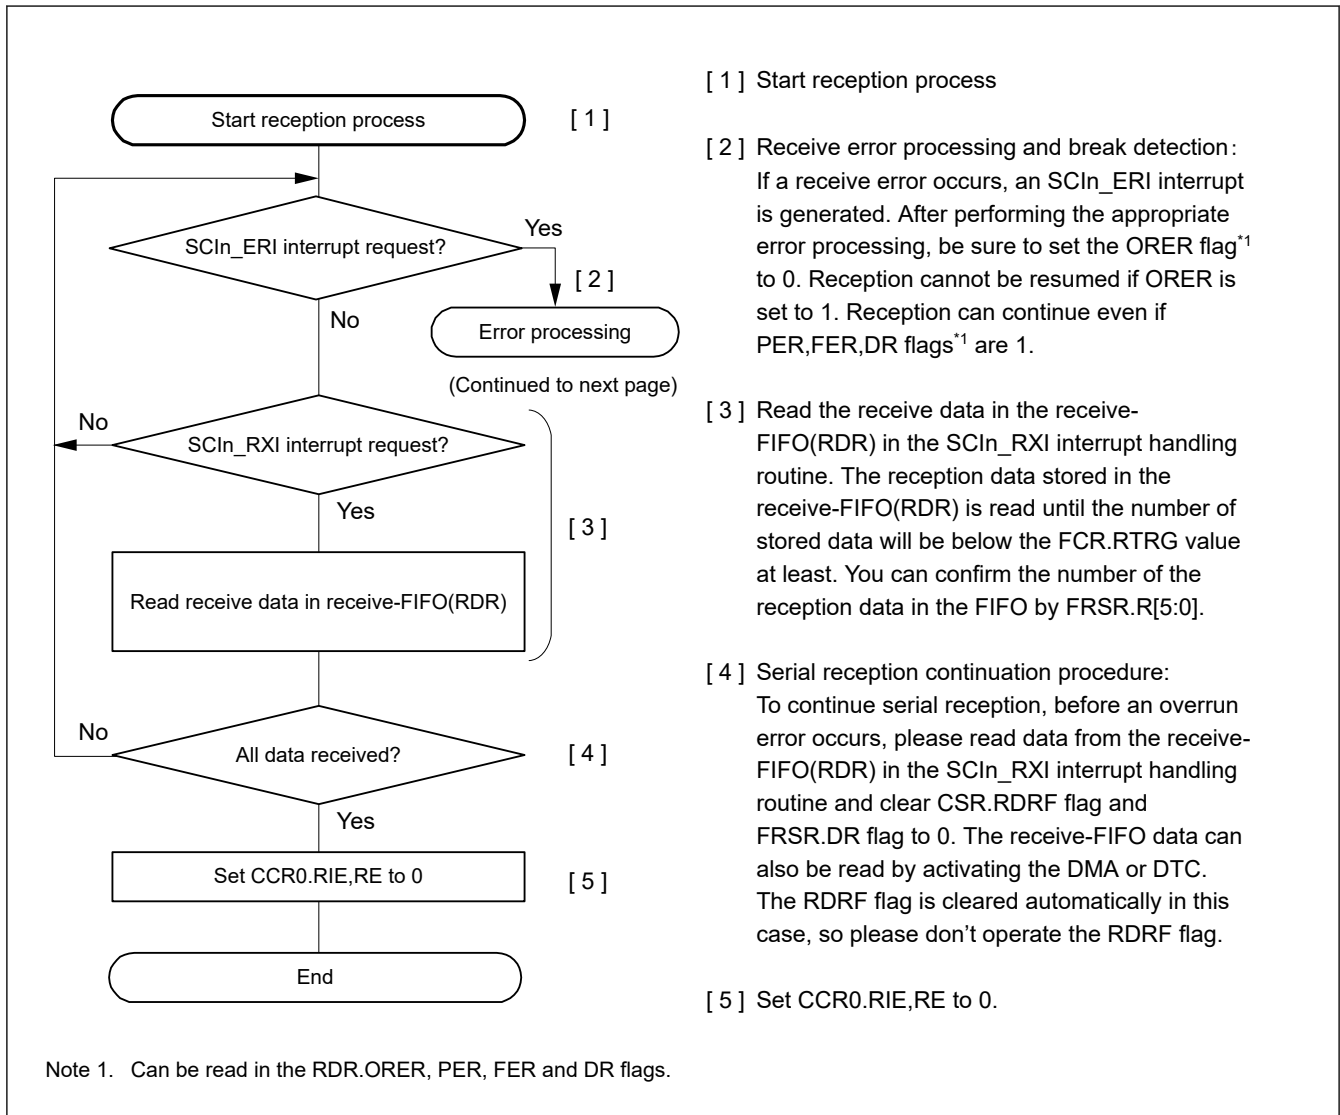 Start reception process
[ 1 ]
SCIn_ERI interrupt request?
Yes
[ 2 ]
No
Error processing
(Continued to next page)
No
SCIn_RXI interrupt request?
Yes
[ 3 ]
Read receive data in receive-FIFO(RDR)
No
All data received?
[ 4 ]
Yes
Set CCR0.RIE,RE to 0
[ 5 ]
End
[ 1 ] Start reception process
[ 2 ] Receive error processing and break detection:
If a receive error occurs, an SCIn_ERI interrupt
is generated. After performing the appropriate
error processing, be sure to set the ORER flag*1
to 0. Reception cannot be resumed if ORER is
set to 1. Reception can continue even if
PER,FER,DR flags*1 are 1.
[ 3 ] Read the receive data in the receive-
FIFO(RDR) in the SCIn_RXI interrupt handling
routine. The reception data stored in the
receive-FIFO(RDR) is read until the number of
stored data will be below the FCR.RTRG value
at least. You can confirm the number of the
reception data in the FIFO by FRSR.R[5:0].
[ 4 ] Serial reception continuation procedure:
To continue serial reception, before an overrun
error occurs, please read data from the receive-
FIFO(RDR) in the SCIn_RXI interrupt handling
routine and clear CSR.RDRF flag and
FRSR.DR flag to 0. The receive-FIFO data can
also be read by activating the DMA or DTC.
The RDRF flag is cleared automatically in this
case, so please don't operate the RDRF flag.
[ 5 ] Set CCR0.RIE,RE to 0.
Note 1. Can be read in the RDR.ORER, PER, FER and DR flags.